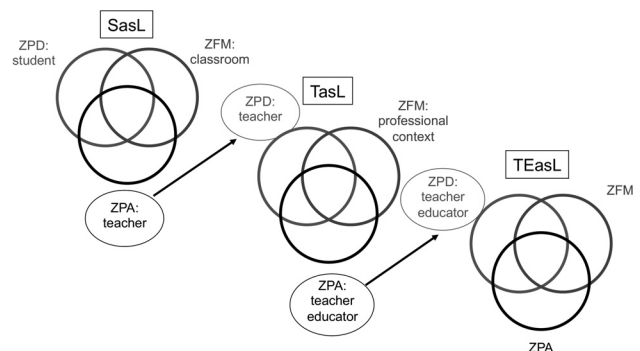 SasL
ZPD:
student
ZFM:
classroom
ZPA:
teacher
TasL
ZPD:
teacher
ZFM:
professional
context
ZPA:
teacher
educator
TEasL
ZPD:
teacher
educator
ZFM
ZPA